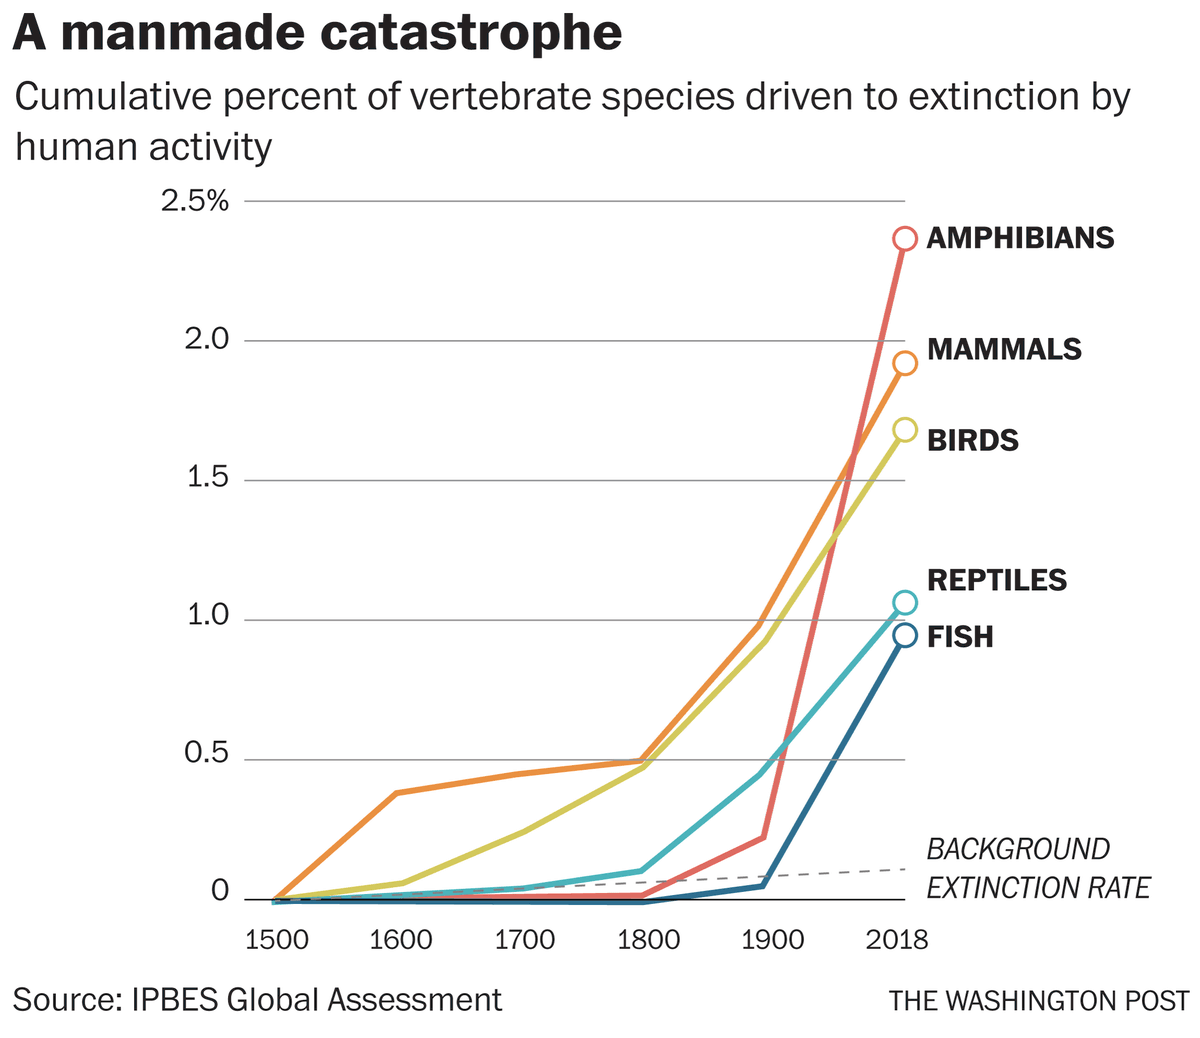 A manmade catastrophe
Cumulative percent of vertebrate species driven to extinction by
human activity
2.5%
AMPHIBIANS
2.0
MAMMALS
BIRDS
1.5
REPTILES
1.0
FISH
0.5
BACKGROUND
EXTINCTION RATE
0
1500 1600 1700 1800 1900 2018
Source: IPBES Global Assessment
THE WASHINGTON POST